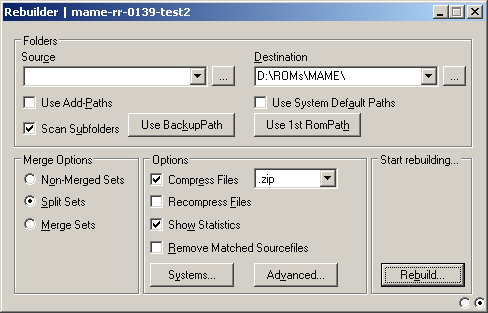 Rebuilder | mame-rr-0139-test2
Folders
Source
Destination
...
D:\ROMs\MAME\
...
Use Add-Paths
Use System Default Paths
Scan Subfolders
Use BackupPath
Use 1st RomPath
Merge Options
Options
Start rebuilding...
Non-Merged Sets
Compress Files
.zip
Split Sets
Recompress Files
Merge Sets
Show Statistics
Remove Matched Sourcefiles
Systems...
Advanced...
Rebuild...